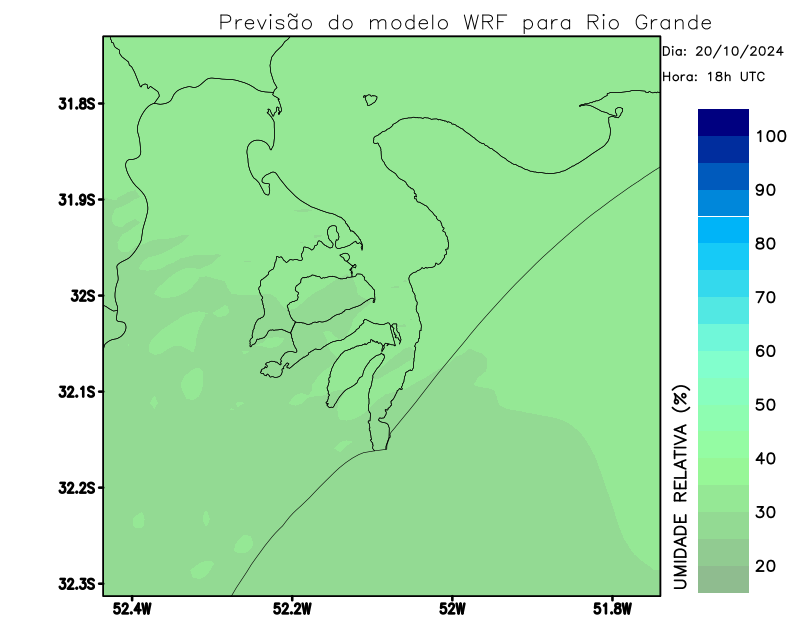 Previsão do modelo WRF para Rio Grande
Dia: 20/10/2024
Hora: 18h UTC
31.8S
31.9S
32S
32.1S
32.2S
32.3S
52.4W
52.2W
52W
51.8W
100
90
80
70
60
50
40
30
20
UMIDADE RELATIVA (%)